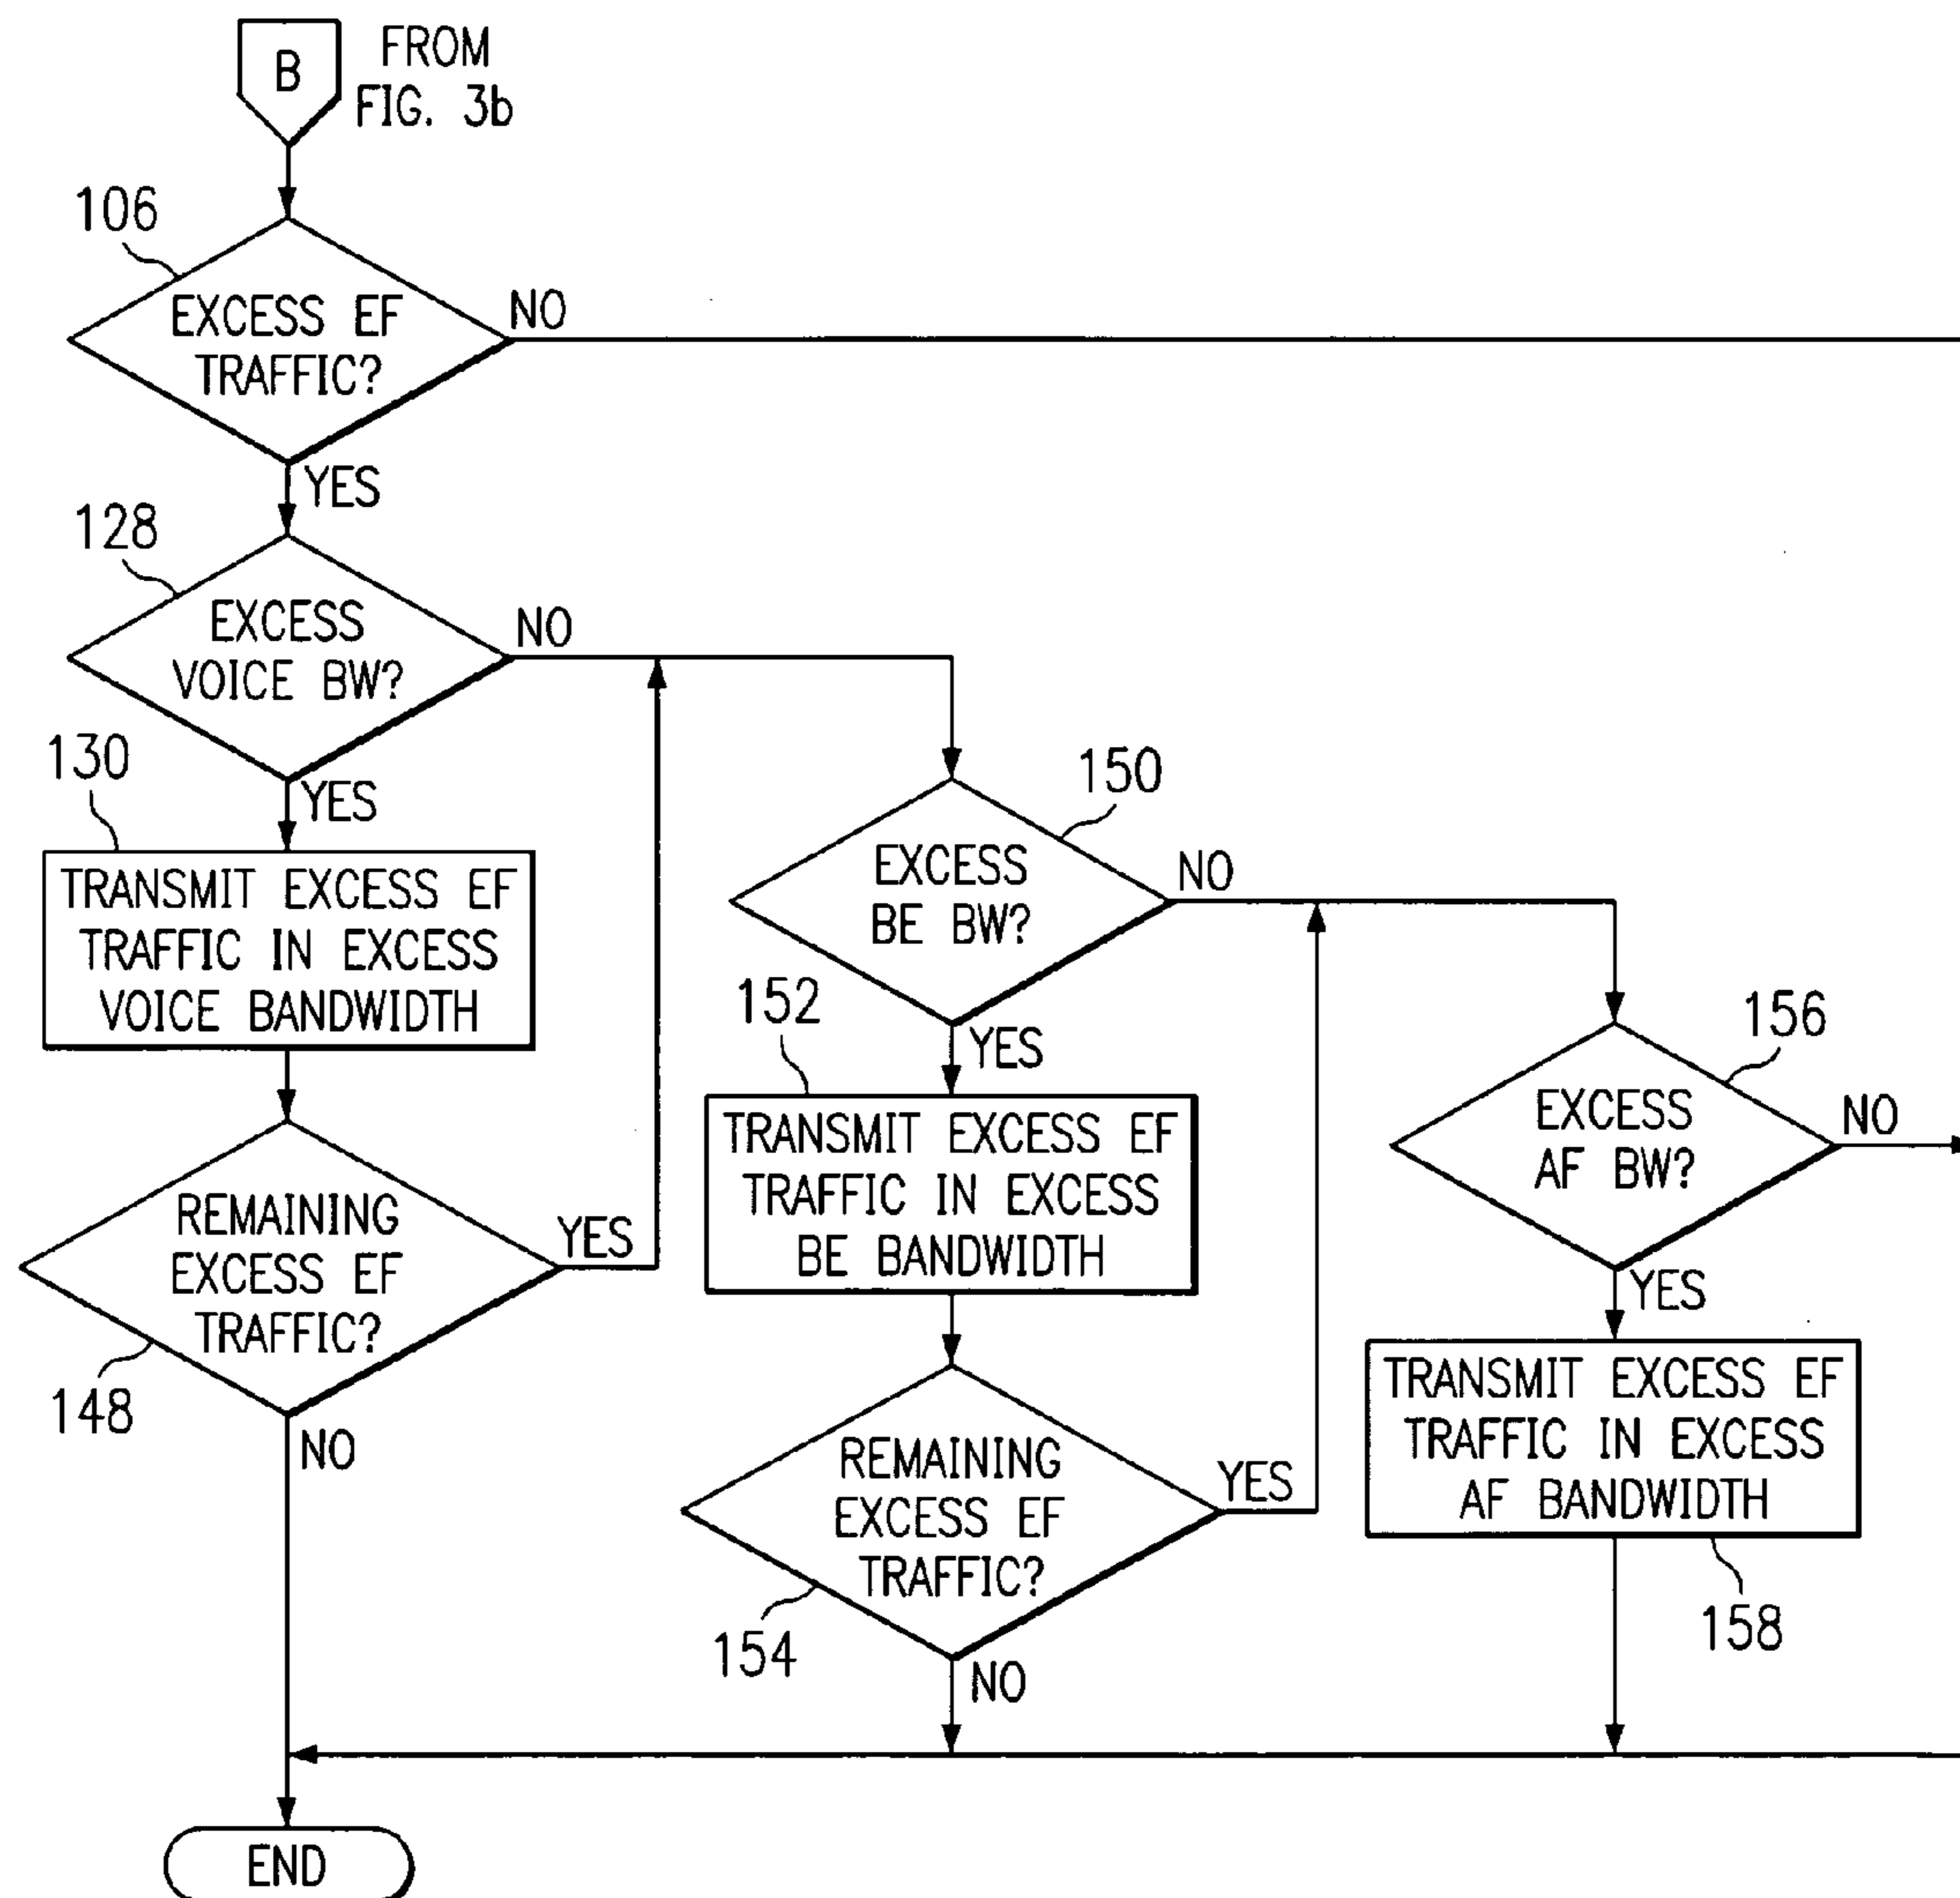 B
FROM
FIG. 3b
106
EXCESS EF
TRAFFIC?
NO
YES
128
EXCESS
VOICE BW?
NO
YES
130
TRANSMIT EXCESS EF
TRAFFIC IN EXCESS
VOICE BANDWIDTH
REMAINING
EXCESS EF
TRAFFIC?
YES
148
NO
150
EXCESS
BE BW?
NO
YES
152
TRANSMIT EXCESS EF
TRAFFIC IN EXCESS
BE BANDWIDTH
REMAINING
EXCESS EF
TRAFFIC?
YES
154
NO
156
EXCESS
AF BW?
NO
YES
TRANSMIT EXCESS EF
TRAFFIC IN EXCESS
AF BANDWIDTH
158
END